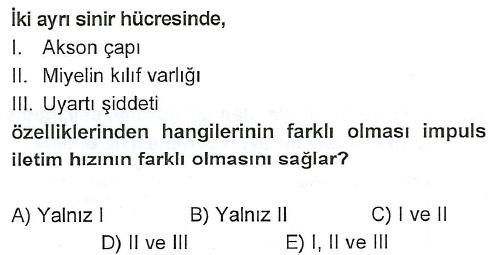 İki ayrı sinir hücresinde,
I. Akson çapı
II. Miyelin kılıf varlığı
III. Uyartı şiddeti
özelliklerinden hangilerinin farklı olması impuls
iletim hızının farklı olmasını sağlar?
A) Yalnız I B) Yalnız II C) I ve II
D) II ve III E) I, II ve III